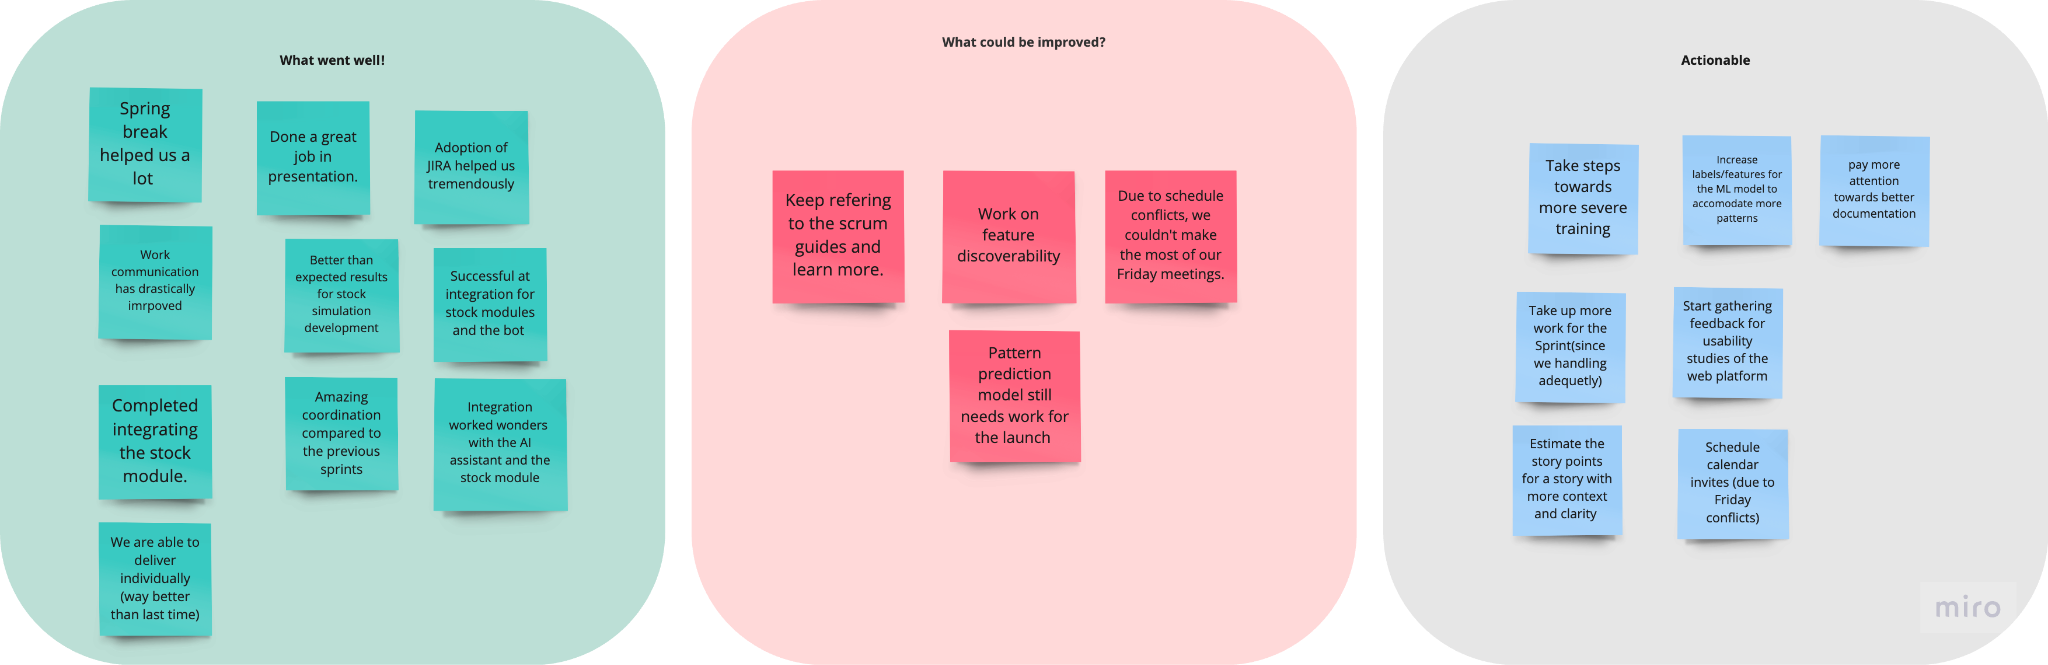 What went well!
Spring
break
helped us a
lot
Done a great
job in
presentation.
Adoption of
JIRA helped us
tremendously
Work
communication
has drastically
imrpoved
Better than
expected results
for stock
simulation
development
Successful at
integration for
stock modules
and the bot
Completed
integrating
the stock
module.
Amazing
coordination
compared to
the previous
sprints
Integration
worked wonders
with the AI
assistant and the
stock module
We are able to
deliver
individually
(way better
than last time)
What could be improved?
Keep refering
to the scrum
guides and
learn more.
Work on
feature
discoverability
Due to schedule
conflicts, we
couldn't make
the most of our
Friday meetings.
Pattern
prediction
model still
needs work for
the launch
Actionable
Take steps
towards
more severe
training
Increase
labels/features for
the ML model to
accomodate more
patterns
pay more
attention
towards better
documentation
Take up more
work for the
Sprint(since
we handling
adequetly)
Start gathering
feedback for
usability
studies of the
web platform
Estimate the
story points
for a story with
more context
and clarity
Schedule
calendar
invites (due to
Friday
conflicts)
miro